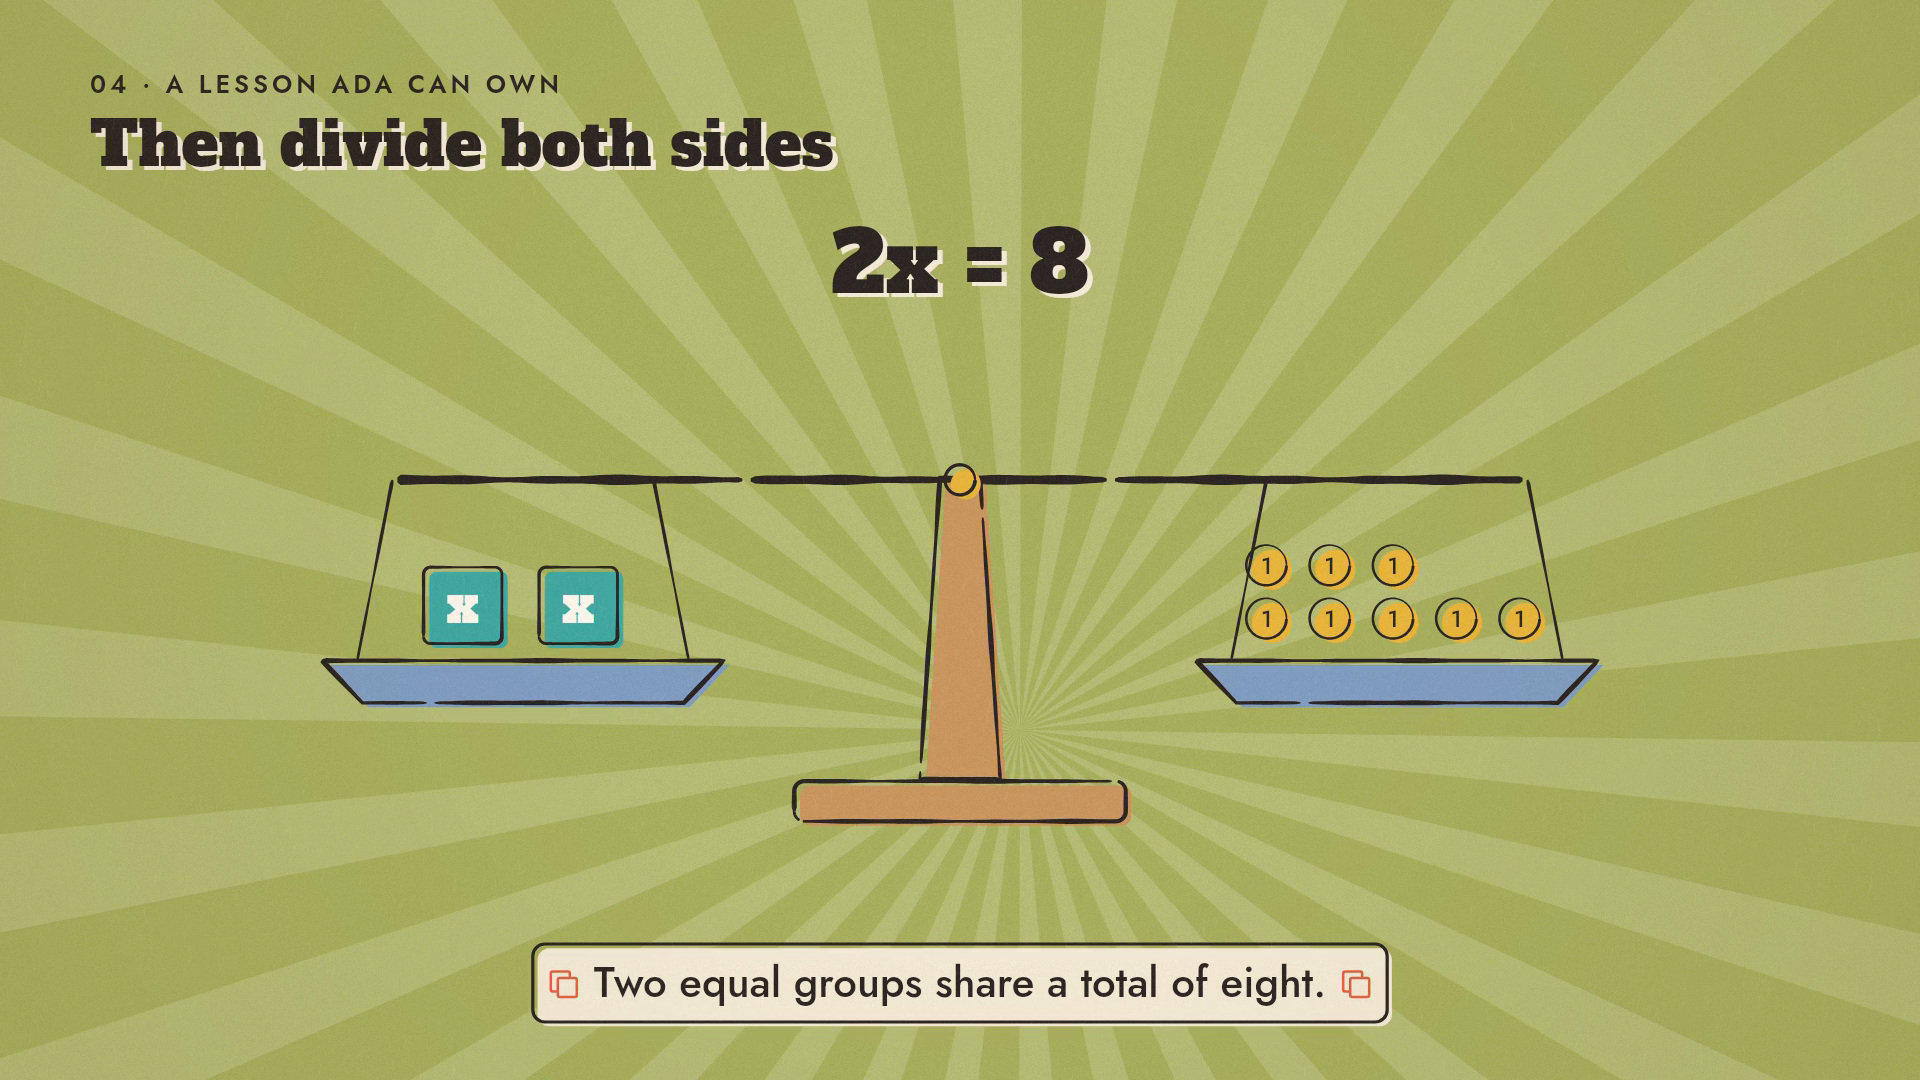 04 · A LESSON ADA CAN OWN
Then divide both sides
2x = 8
x x
1 1 1
1 1 1 1 1
Two equal groups share a total of eight.